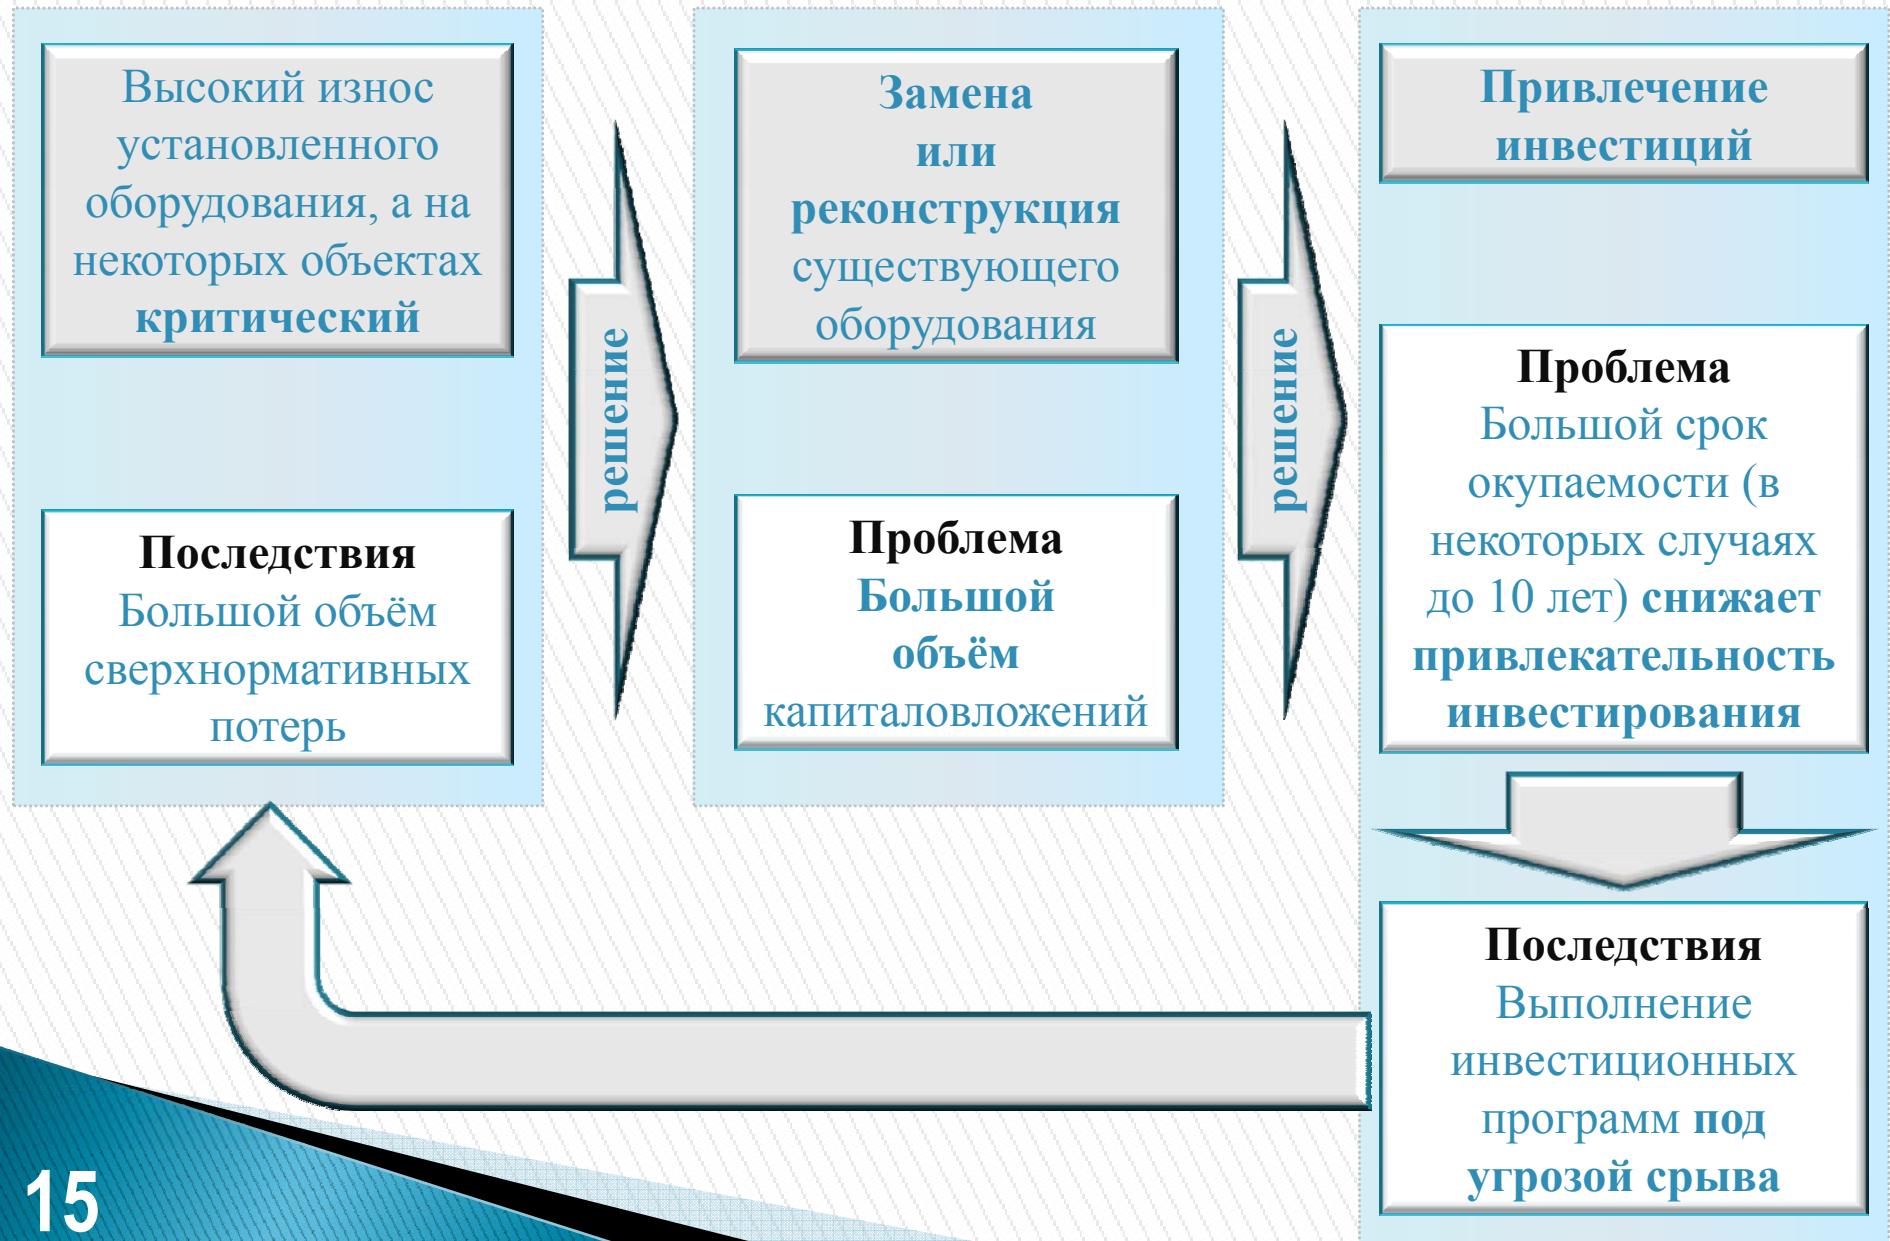 Высокий износ
установленного
оборудования, а на
некоторых объектах
критический
Последствия
Большой объём
сверхнормативных
потерь
решение
Замена
или
реконструкция
существующего
оборудования
Проблема
Большой
объём
капиталовложений
решение
Привлечение
инвестиций
Проблема
Большой срок
окупаемости (в
некоторых случаях
до 10 лет) снижает
привлекательность
инвестирования
Последствия
Выполнение
инвестиционных
программ под
угрозой срыва
15